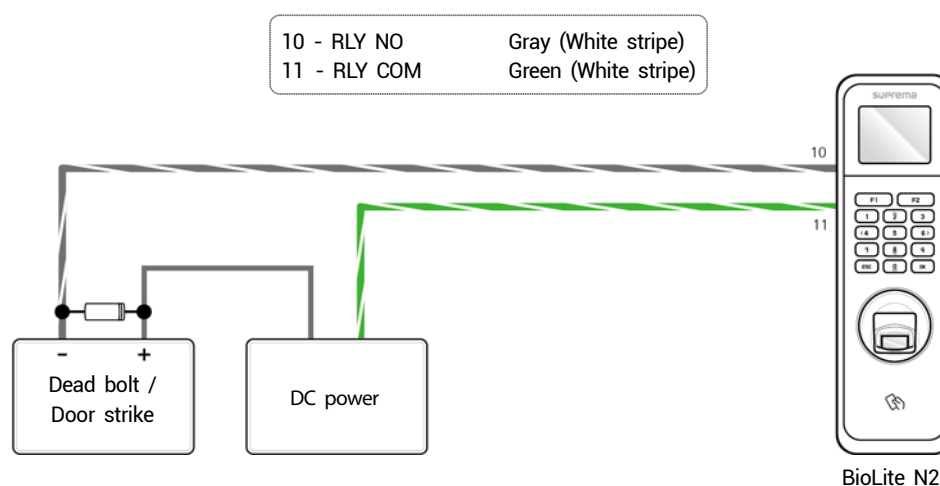 10 - RLY NO Gray (White stripe)
11 - RLY COM Green (White stripe)
suprema
10
F1 F2
1 2 3
11
<4 5 6>
7 8 9
ESC 0 OK
- +
Dead bolt /
Door strike
DC power
BioLite N2